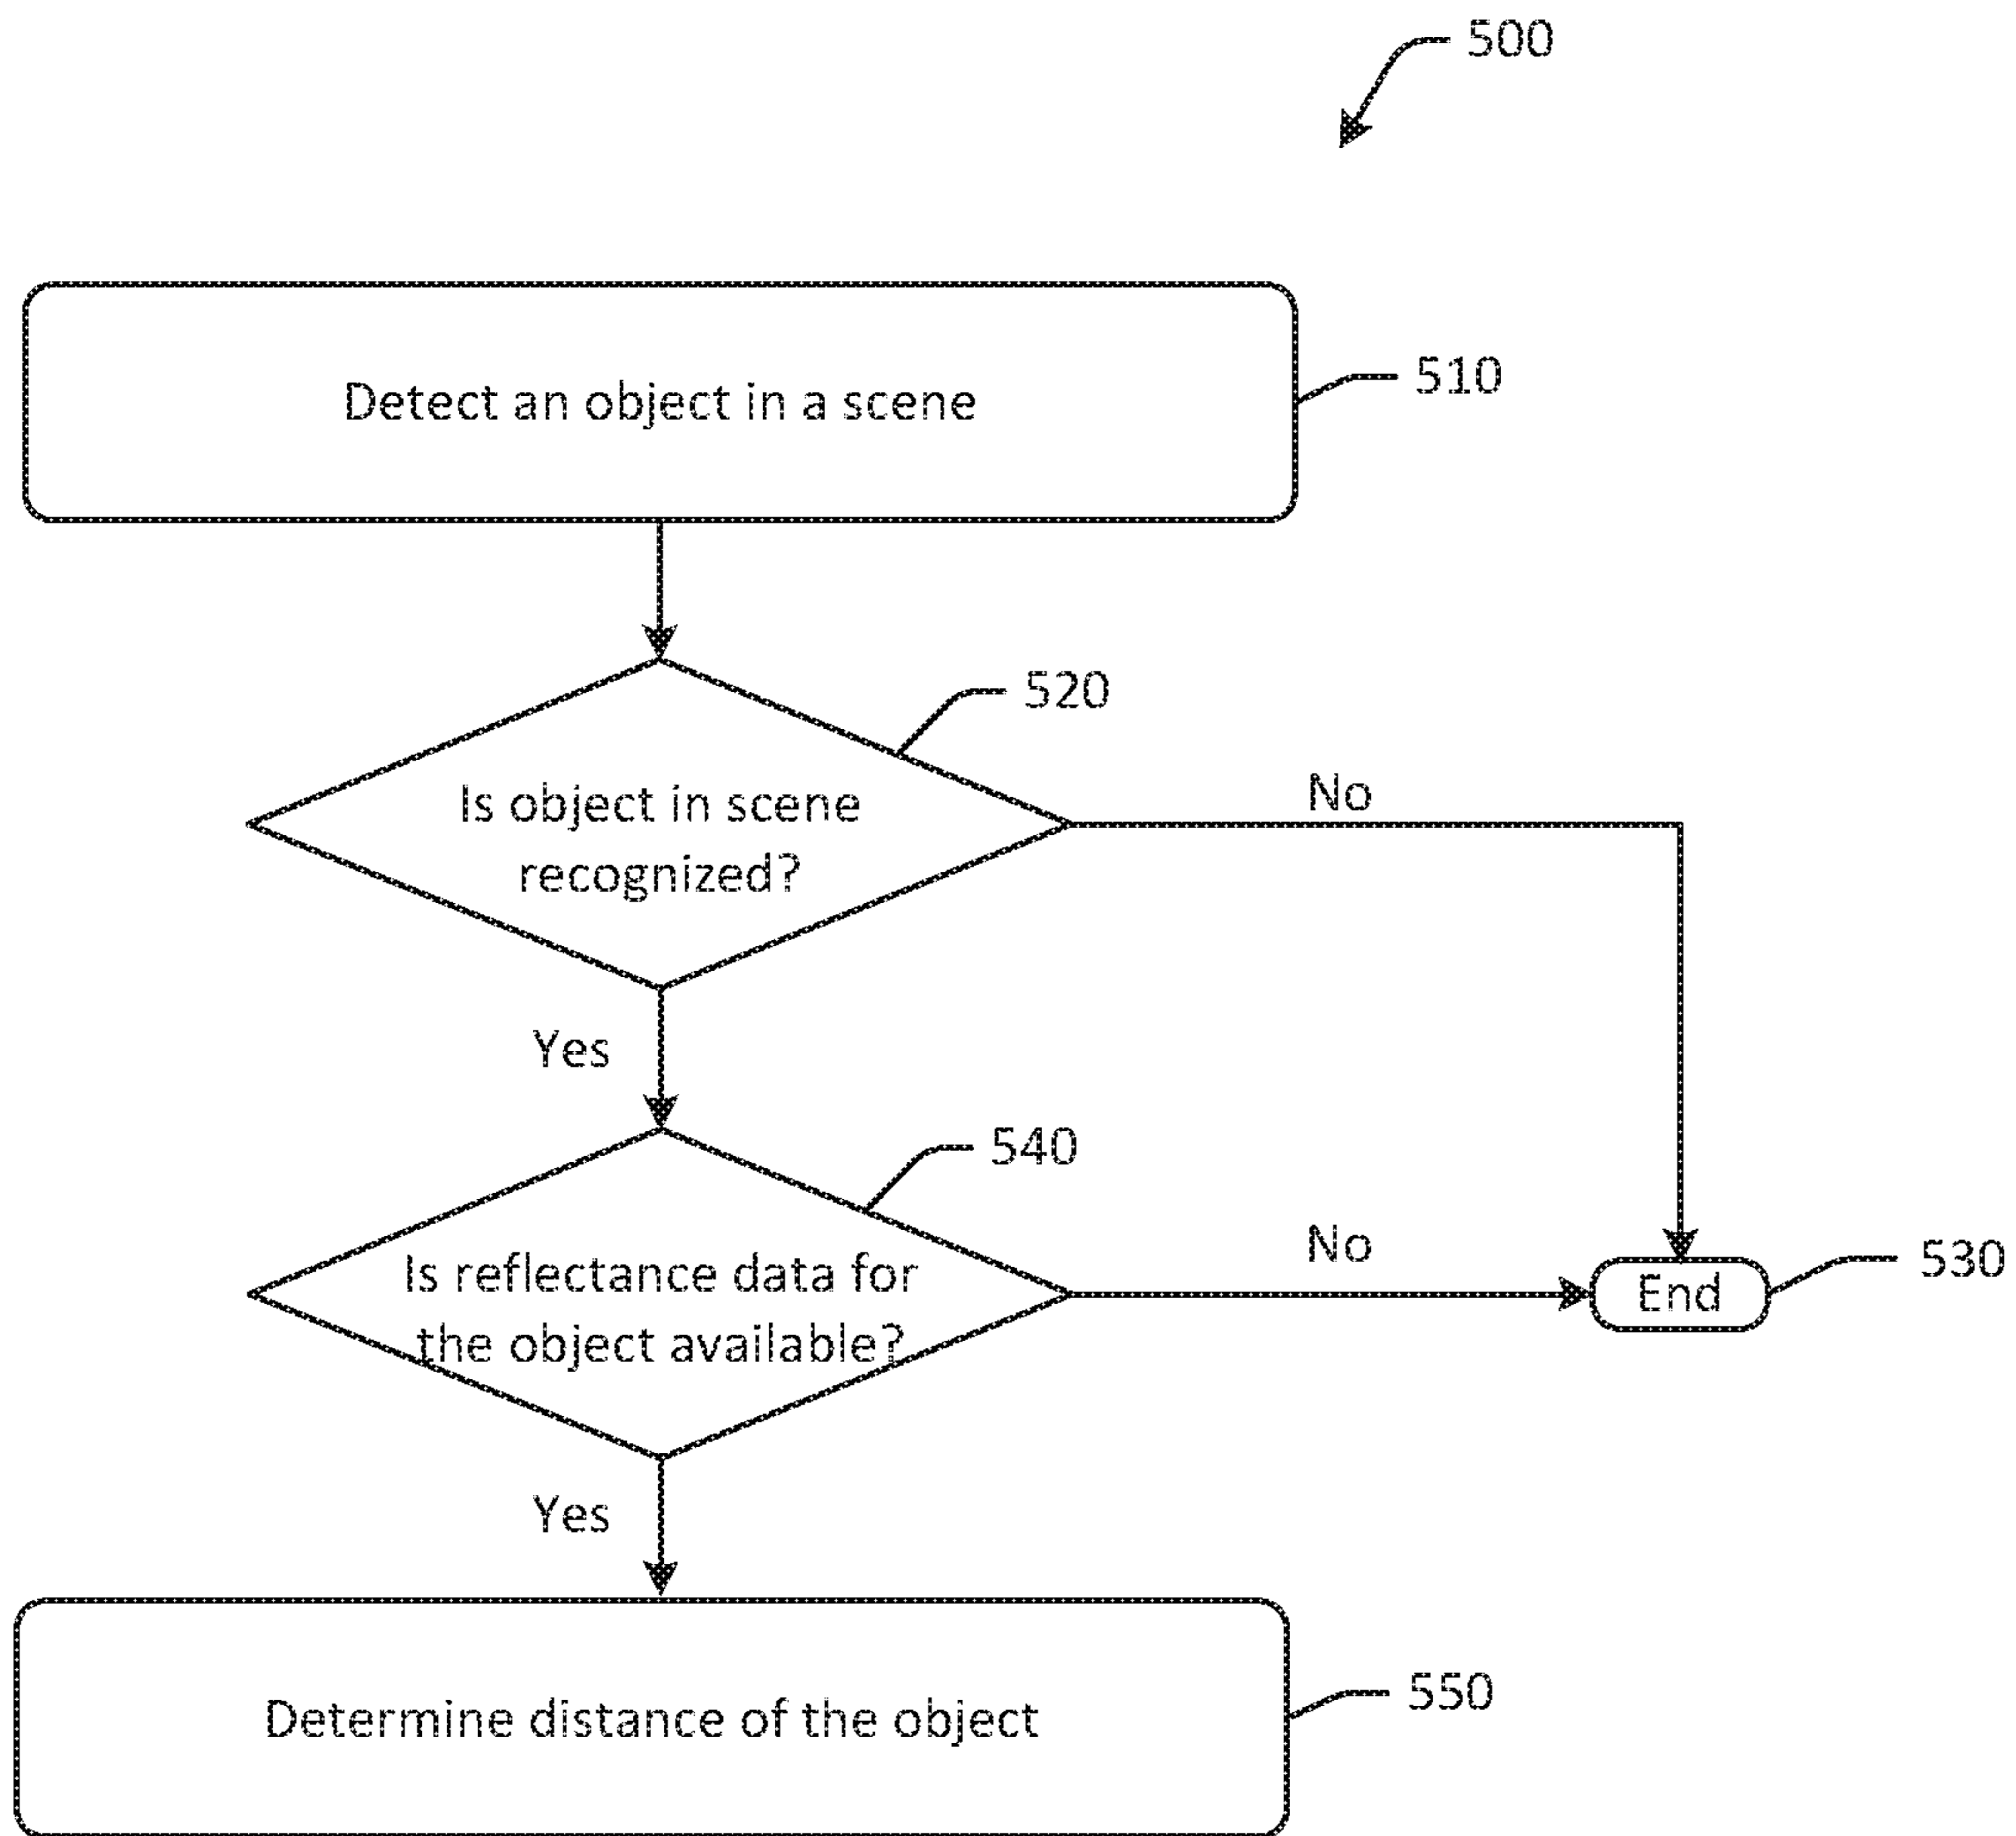 500
Detect an object in a scene
510
520
Is object in scene
recognized?
No
Yes
540
Is reflectance data for
the object available?
No
End
530
Yes
Determine distance of the object
550